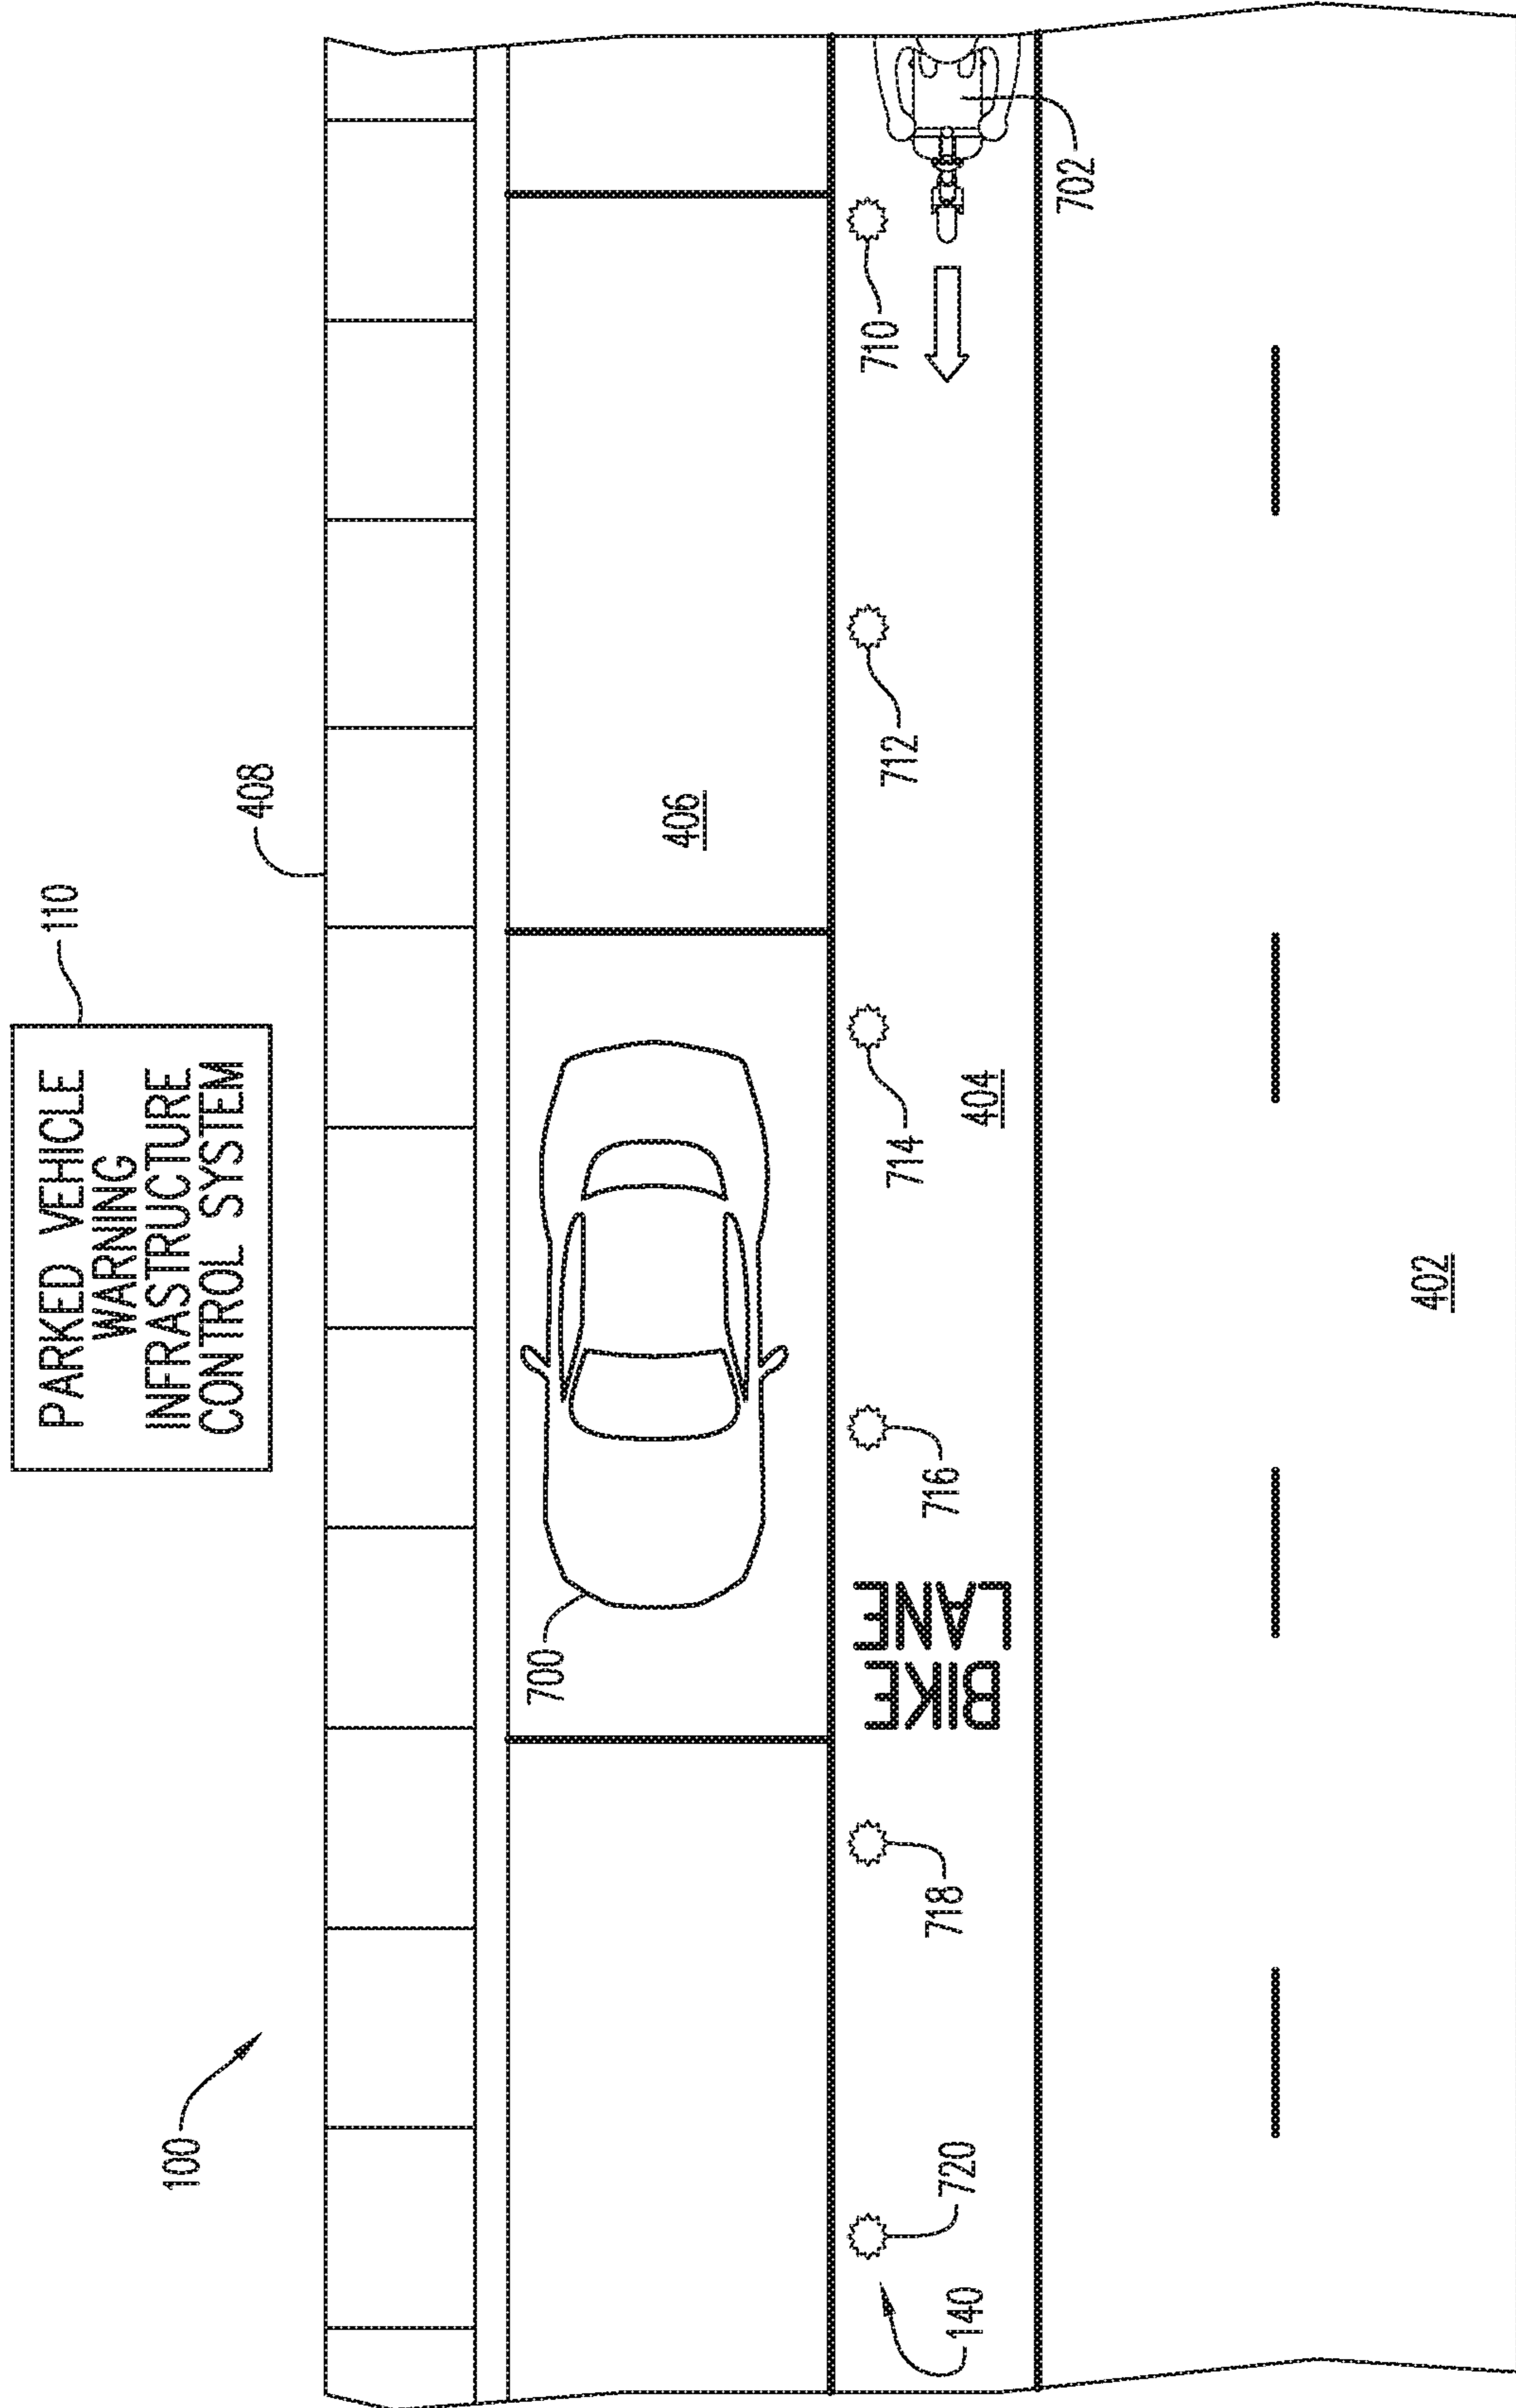 100
PARKED VEHICLE
WARNING
INFRASTRUCTURE
CONTROL SYSTEM
110
408
700
406
140
720
718
BIKE
LANE
716
714
404
712
710
702
402